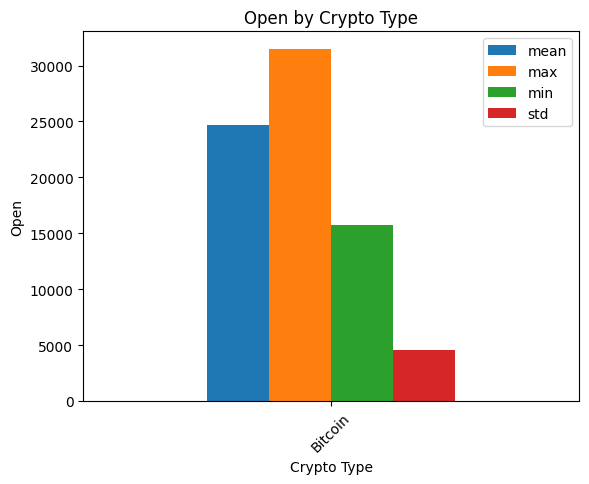 Open by Crypto Type
mean
max
min
std
30000
25000
20000
15000
10000
5000
0
Open
Bitcoin
Crypto Type